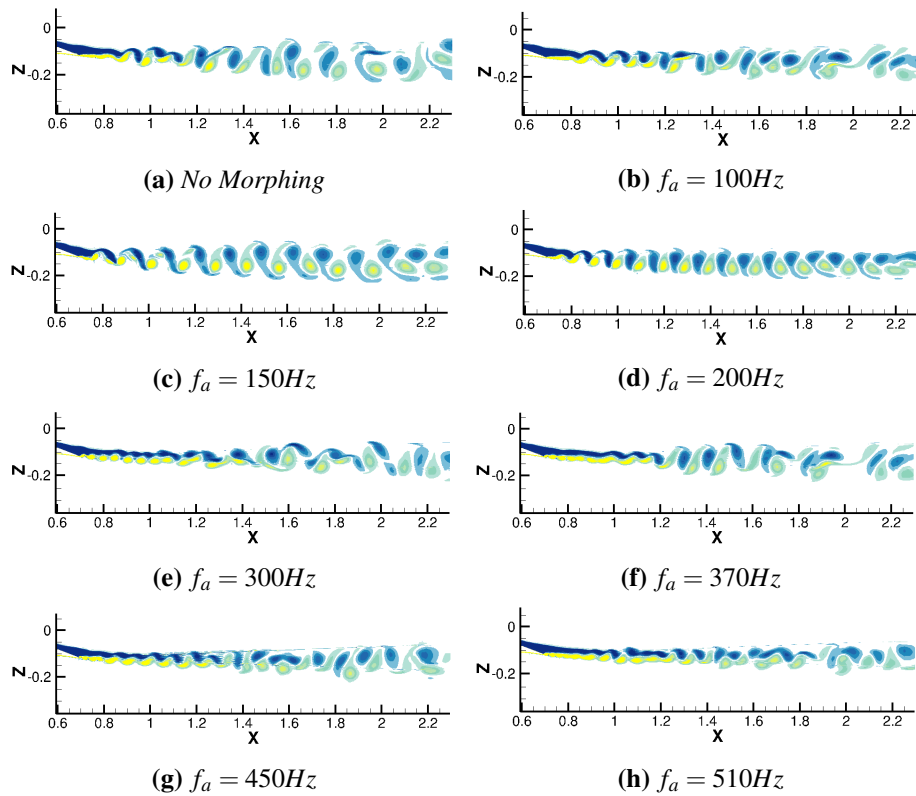 0
-0.2
Z
0.6 0.8 1 1.2 1.4 1.6 1.8 2 2.2
X
(a) No Morphing
0
-0.2
Z
0.6 0.8 1 1.2 1.4 1.6 1.8 2 2.2
X
(b) f_a = 100Hz
0
-0.2
Z
0.6 0.8 1 1.2 1.4 1.6 1.8 2 2.2
X
(c) f_a = 150Hz
0
-0.2
Z
0.6 0.8 1 1.2 1.4 1.6 1.8 2 2.2
X
(d) f_a = 200Hz
0
-0.2
Z
0.6 0.8 1 1.2 1.4 1.6 1.8 2 2.2
X
(e) f_a = 300Hz
0
-0.2
Z
0.6 0.8 1 1.2 1.4 1.6 1.8 2 2.2
X
(f) f_a = 370Hz
0
-0.2
Z
0.6 0.8 1 1.2 1.4 1.6 1.8 2 2.2
X
(g) f_a = 450Hz
0
-0.2
Z
0.6 0.8 1 1.2 1.4 1.6 1.8 2 2.2
X
(h) f_a = 510Hz